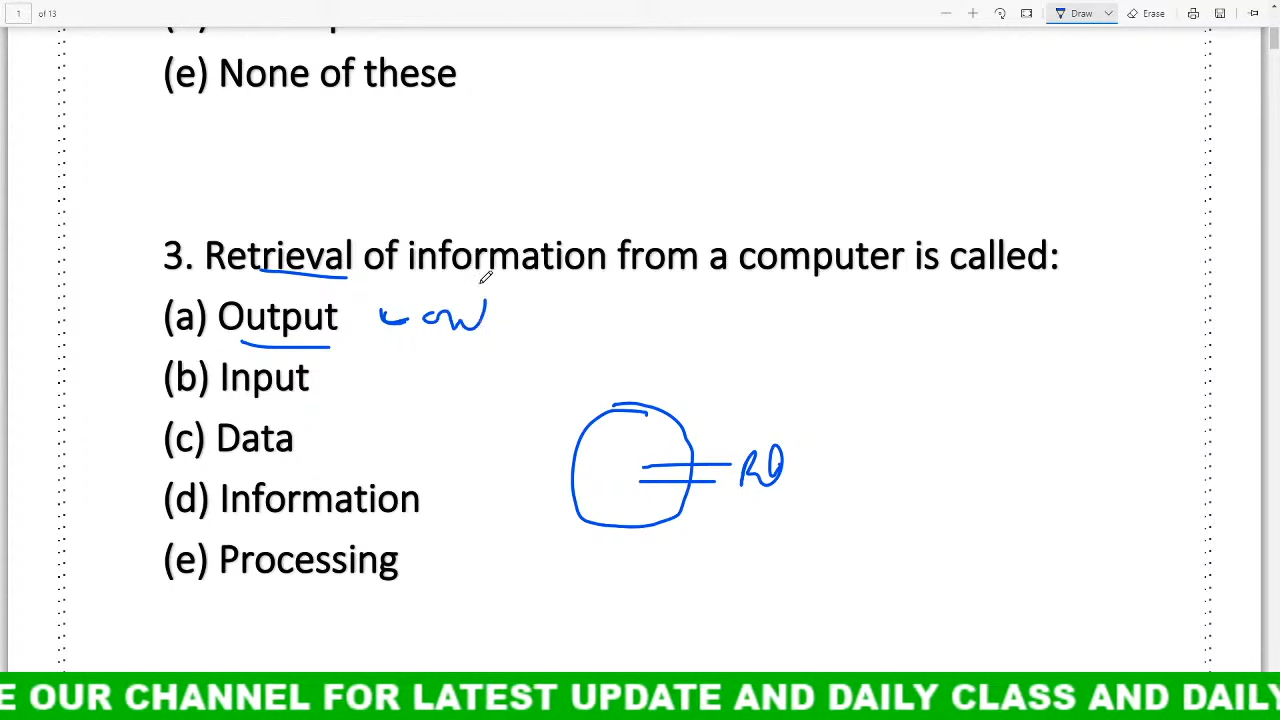 1 of 13
Draw
Erase
(e) None of these
3. Retrieval of information from a computer is called:
(a) Output
(b) Input
(c) Data
(d) Information
(e) Processing
E OUR CHANNEL FOR LATEST UPDATE AND DAILY CLASS AND DAILY